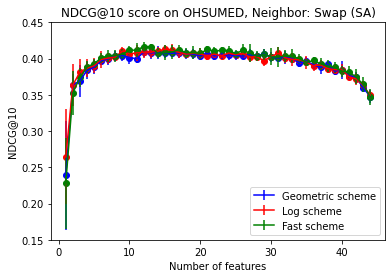 NDCG@10 score on OHSUMED, Neighbor: Swap (SA)
0.45
0.40
0.35
0.30
0.25
0.20
0.15
NDCG@10
0 10 20 30 40
Number of features
Geometric scheme
Log scheme
Fast scheme